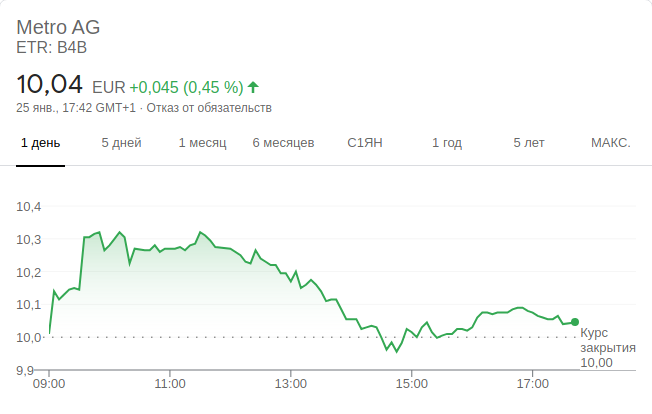 Metro AG
ETR: B4B
10,04 EUR +0,045 (0,45 %)
25 янв., 17:42 GMT+1 · Отказ от обязательств
1 день 5 дней 1 месяц 6 месяцев С1ЯН 1 год 5 лет МАКС.
10,4
10,3
10,2
10,1
10,0
Курс
закрытия
10,00
9,9
09:00 11:00 13:00 15:00 17:00